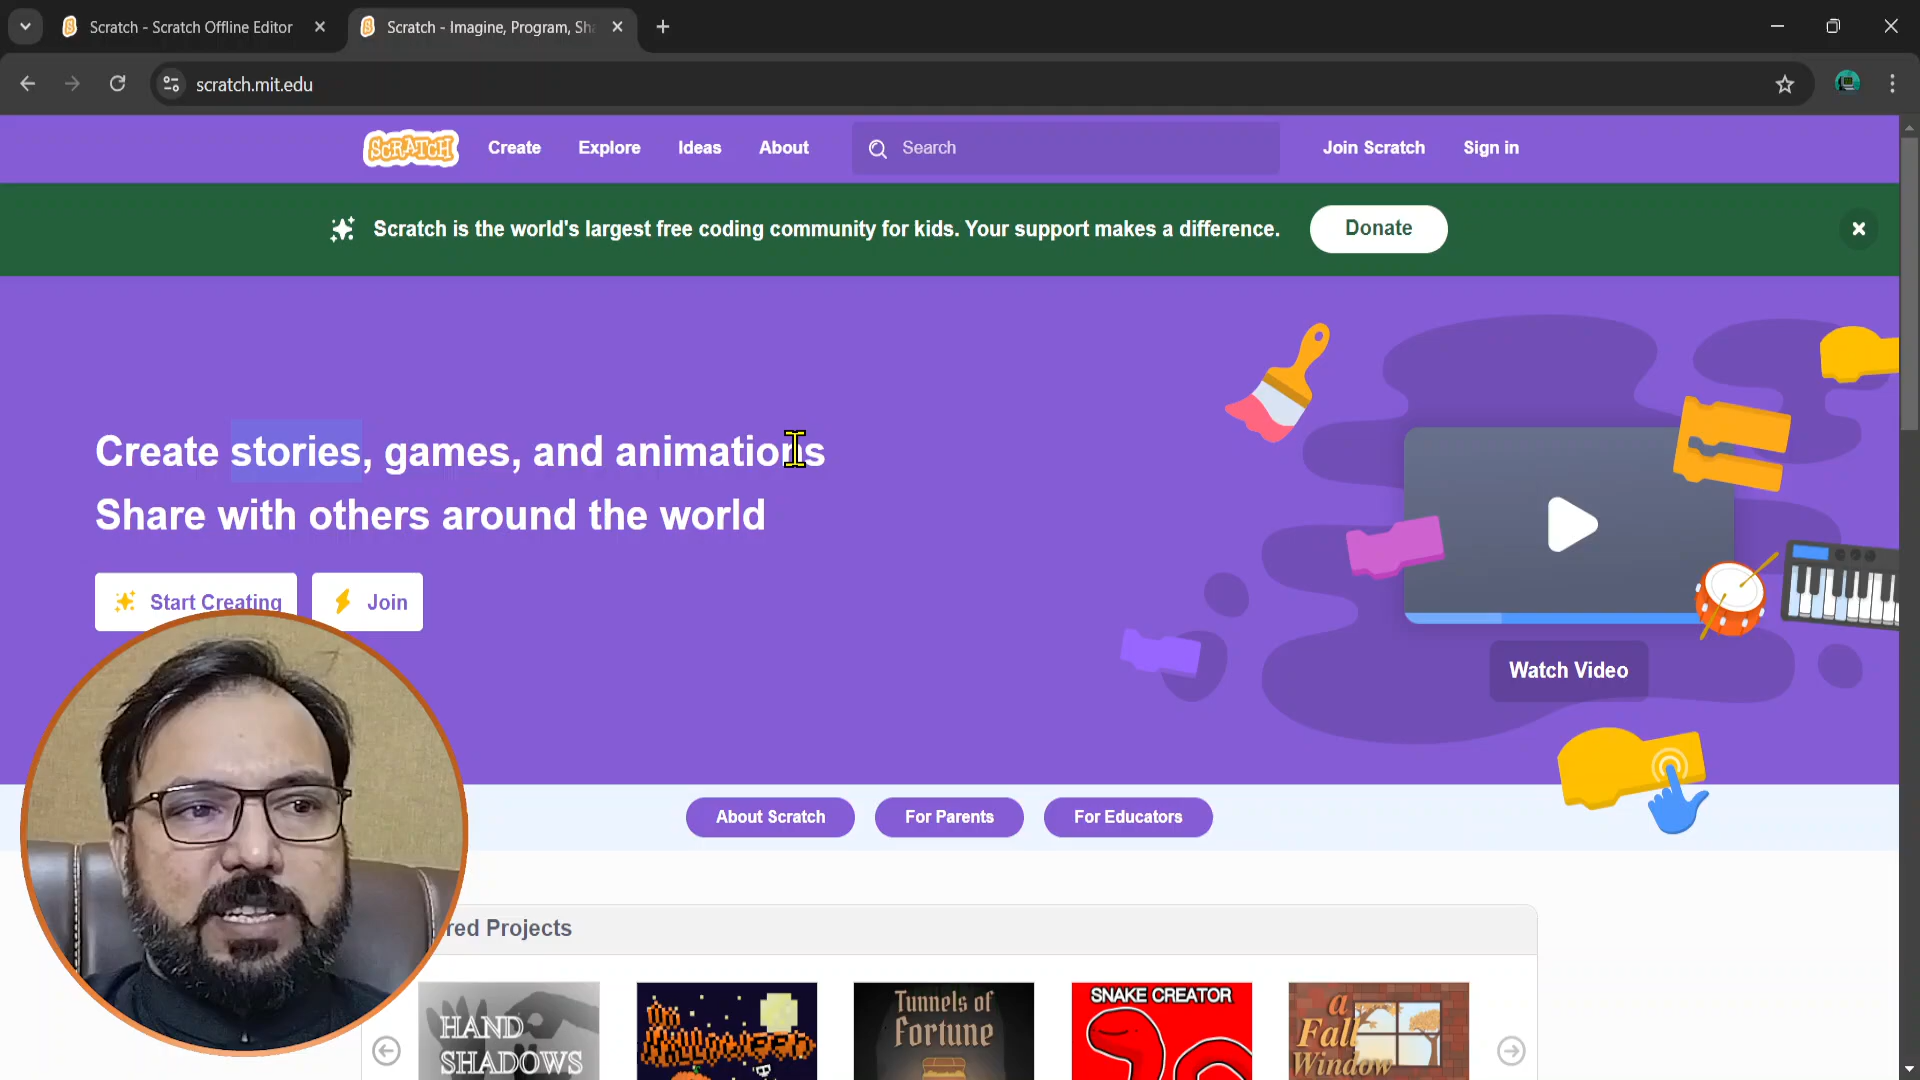 Scratch - Scratch Offline Editor
Scratch - Imagine, Program, Sha
scratch.mit.edu
SCRATCH
Create
Explore
Ideas
About
Search
Join Scratch
Sign in
Scratch is the world's largest free coding community for kids. Your support makes a difference.
Donate
Create stories, games, and animations
Share with others around the world
Start Creating
Join
Watch Video
About Scratch
For Parents
For Educators
red Projects
HAND
SHADOWS
Halloween
Tunnels of
Fortune
SNAKE CREATOR
a
Fall
Window